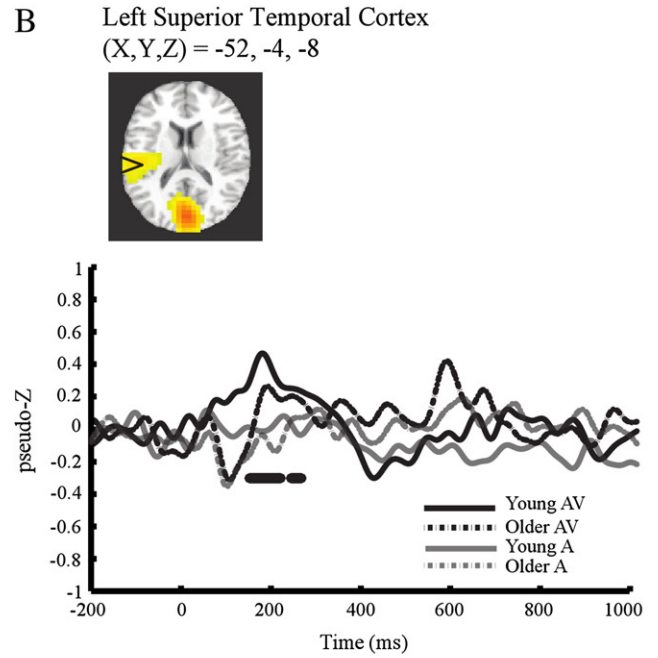 B
Left Superior Temporal Cortex
(X,Y,Z) = -52, -4, -8
>
1
0.8
0.6
0.4
0.2
0
-0.2
-0.4
-0.6
-0.8
-1
pseudo-Z
Young AV
Older AV
Young A
Older A
-200 0 200 400 600 800 1000
Time (ms)